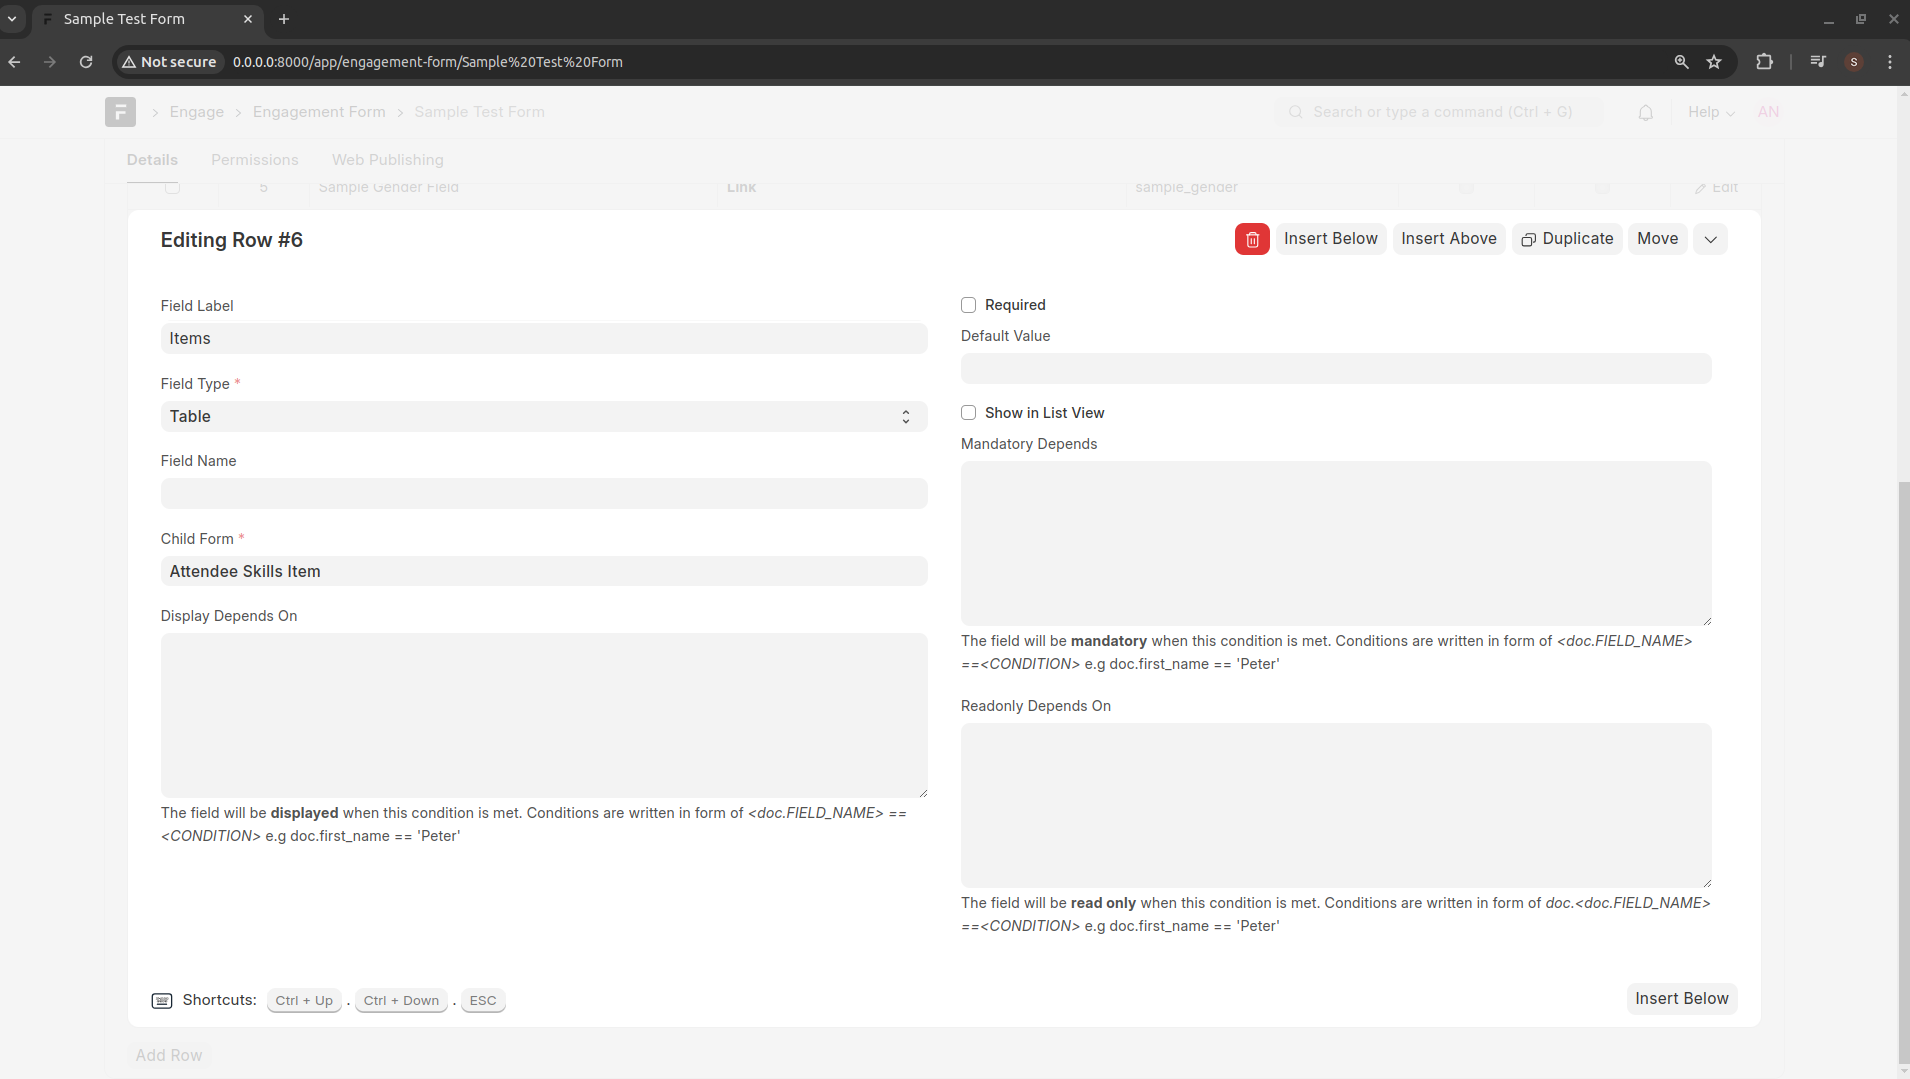 Sample Test Form
Not secure
0.0.0.0:8000/app/engagement-form/Sample%20Test%20Form
S
F
Engage
Engagement Form
Sample Test Form
Search or type a command (Ctrl + G)
Help
AN
Details
Permissions
Web Publishing
5
Sample Gender Field
Link
sample_gender
Edit
Editing Row #6
Insert Below
Insert Above
Duplicate
Move
Field Label
Items
Field Type *
Table
Field Name
Child Form *
Attendee Skills Item
Display Depends On
The field will be displayed when this condition is met. Conditions are written in form of <doc.FIELD_NAME> ==
<CONDITION> e.g doc.first_name == 'Peter'
Required
Default Value
Show in List View
Mandatory Depends
The field will be mandatory when this condition is met. Conditions are written in form of <doc.FIELD_NAME>
==<CONDITION> e.g doc.first_name == 'Peter'
Readonly Depends On
The field will be read only when this condition is met. Conditions are written in form of doc.<doc.FIELD_NAME>
==<CONDITION> e.g doc.first_name == 'Peter'
Shortcuts: Ctrl + Up . Ctrl + Down . ESC
Insert Below
Add Row